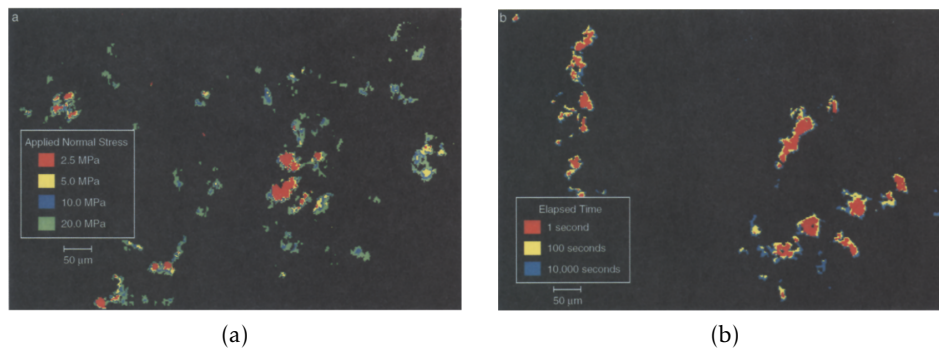 a
Applied Normal Stress
2.5 MPa
5.0 MPa
10.0 MPa
20.0 MPa
50 μm
(a)
b
Elapsed Time
1 second
100 seconds
10,000 seconds
50 μm
(b)